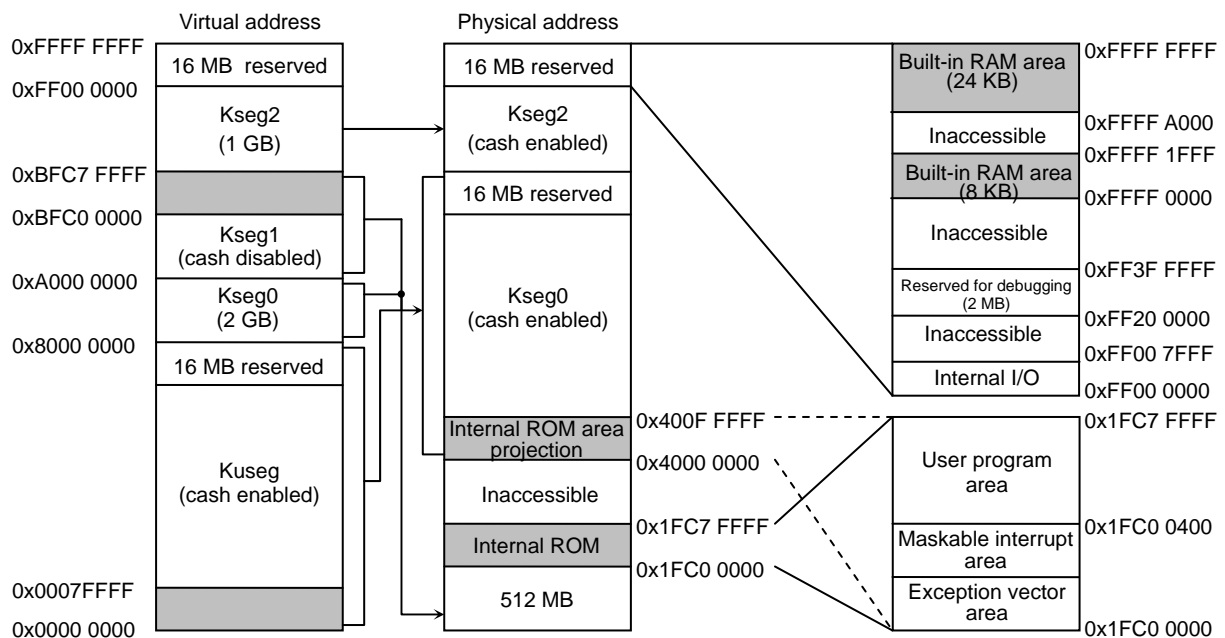 Virtual address
0xFFFF FFFF
16 MB reserved
0xFF00 0000
Kseg2
(1 GB)
0xBFC7 FFFF
0xBFC0 0000
Kseg1
(cash disabled)
0xA000 0000
Kseg0
(2 GB)
0x8000 0000
16 MB reserved
Kuseg
(cash enabled)
0x0007FFFF
0x0000 0000
Physical address
16 MB reserved
Kseg2
(cash enabled)
16 MB reserved
Kseg0
(cash enabled)
Internal ROM area
projection
0x400F FFFF
0x4000 0000
Inaccessible
0x1FC7 FFFF
Internal ROM
0x1FC0 0000
512 MB
Built-in RAM area
(24 KB)
0xFFFF FFFF
Inaccessible
0xFFFF A000
0xFFFF 1FFF
Built-in RAM area
(8 KB)
0xFFFF 0000
Inaccessible
0xFF3F FFFF
Reserved for debugging
(2 MB)
0xFF20 0000
Inaccessible
0xFF00 7FFF
Internal I/O
0xFF00 0000
0x1FC7 FFFF
User program
area
0x1FC0 0400
Maskable interrupt
area
Exception vector
area
0x1FC0 0000